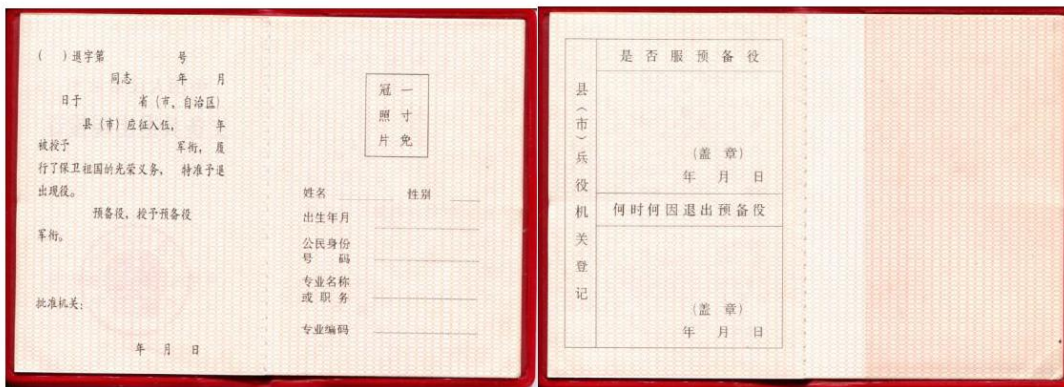 （ ）退字第 号
同志 年 月
日于 省（市、自治区）
县（市）应征入伍， 年
被授予 军衔，履
行了保卫祖国的光荣义务， 特准予退
出现役。
预备役，授予预备役
军衔。
批准机关：
年 月 日
一寸免冠照片
姓名 性别
出生年月
公民身份
号 码
专业名称
或 职 务
专业编码
县（市）兵役机关登记
是否服预备役
（盖 章）
年 月 日
何时何因退出预备役
（盖 章）
年 月 日